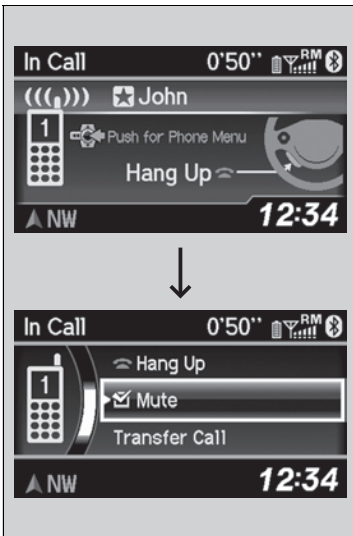 In Call 0'50'' RM
John
1 Push for Phone Menu
Hang Up
NW 12:34
In Call 0'50'' RM
Hang Up
1 Mute
Transfer Call
NW 12:34